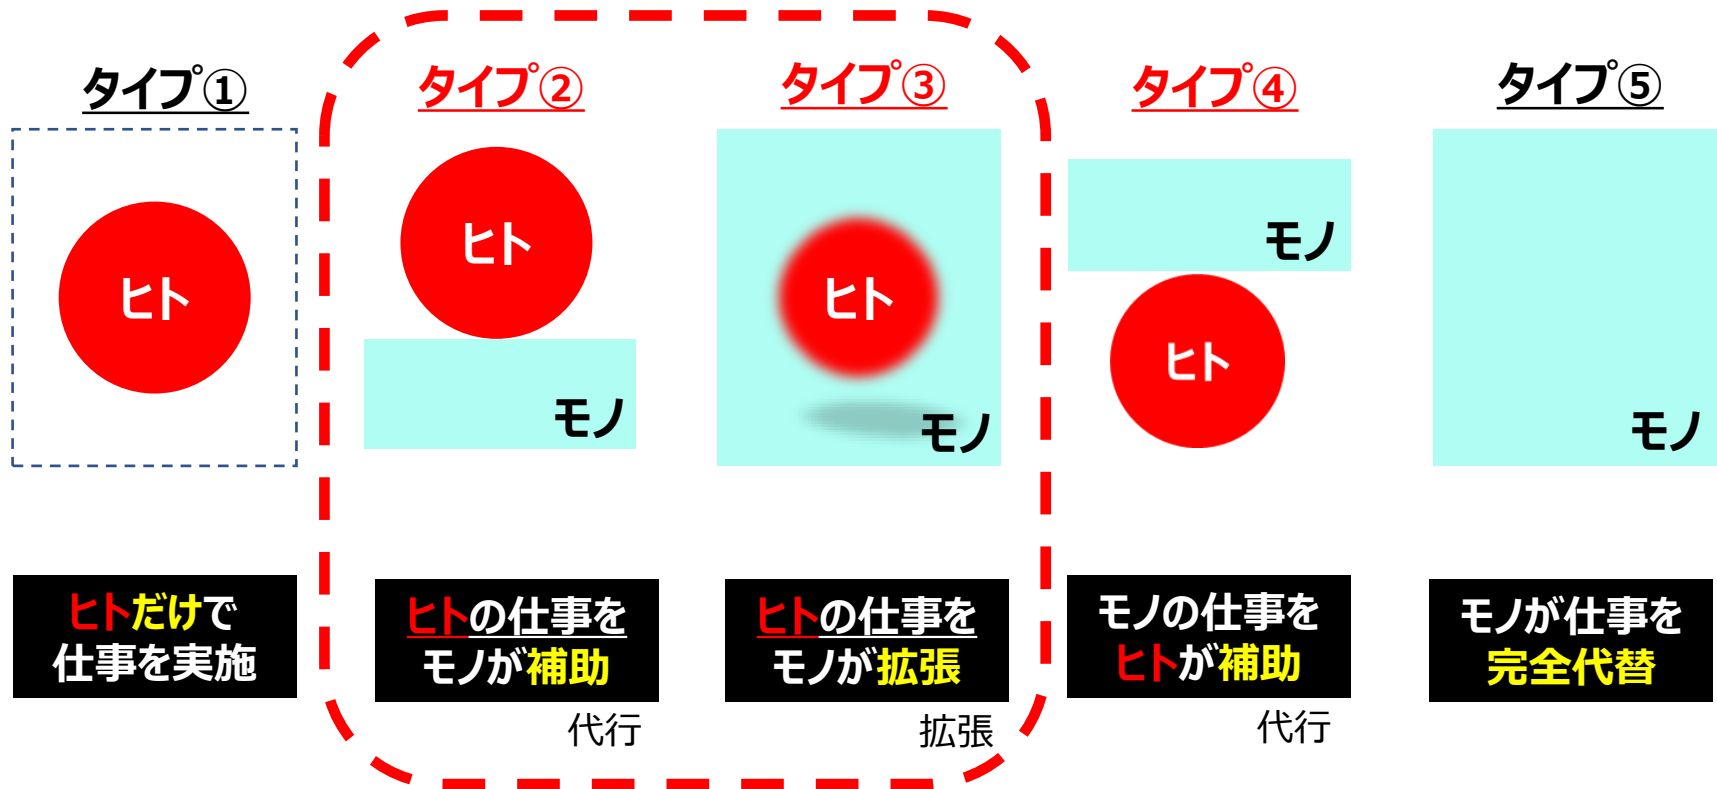 タイプ①
タイプ②
タイプ③
タイプ④
タイプ⑤
ヒト
ヒト
モノ
ヒト
モノ
モノ
ヒト
モノ
ヒトだけで
仕事を実施
ヒトの仕事を
モノが補助
代行
ヒトの仕事を
モノが拡張
拡張
モノの仕事を
ヒトが補助
代行
モノが仕事を
完全代替